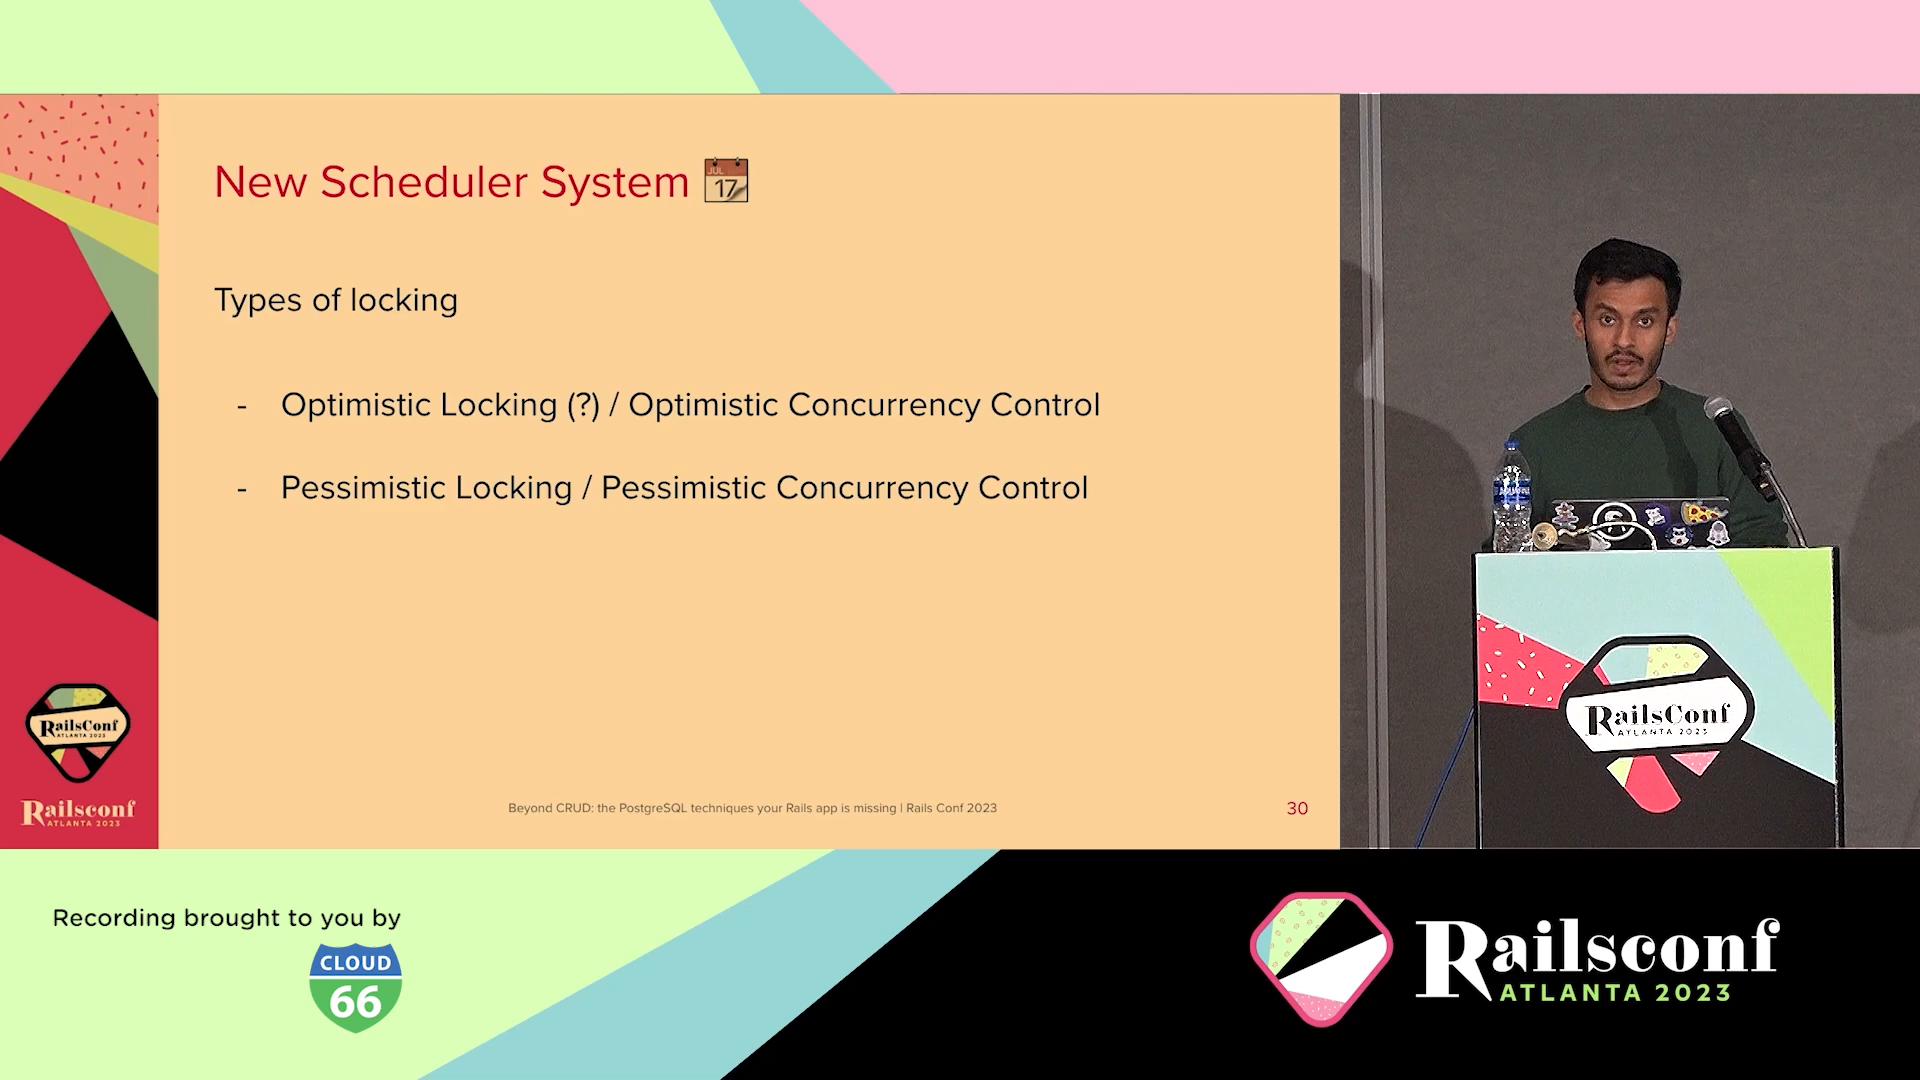 New Scheduler System
JUL
17
Types of locking
- Optimistic Locking (?) / Optimistic Concurrency Control
- Pessimistic Locking / Pessimistic Concurrency Control
RailsConf
ATLANTA 2023
Railsconf
ATLANTA 2023
Beyond CRUD: the PostgreSQL techniques your Rails app is missing | Rails Conf 2023
30
RailsConf
ATLANTA 2023
Recording brought to you by
CLOUD
66
Railsconf
ATLANTA 2023